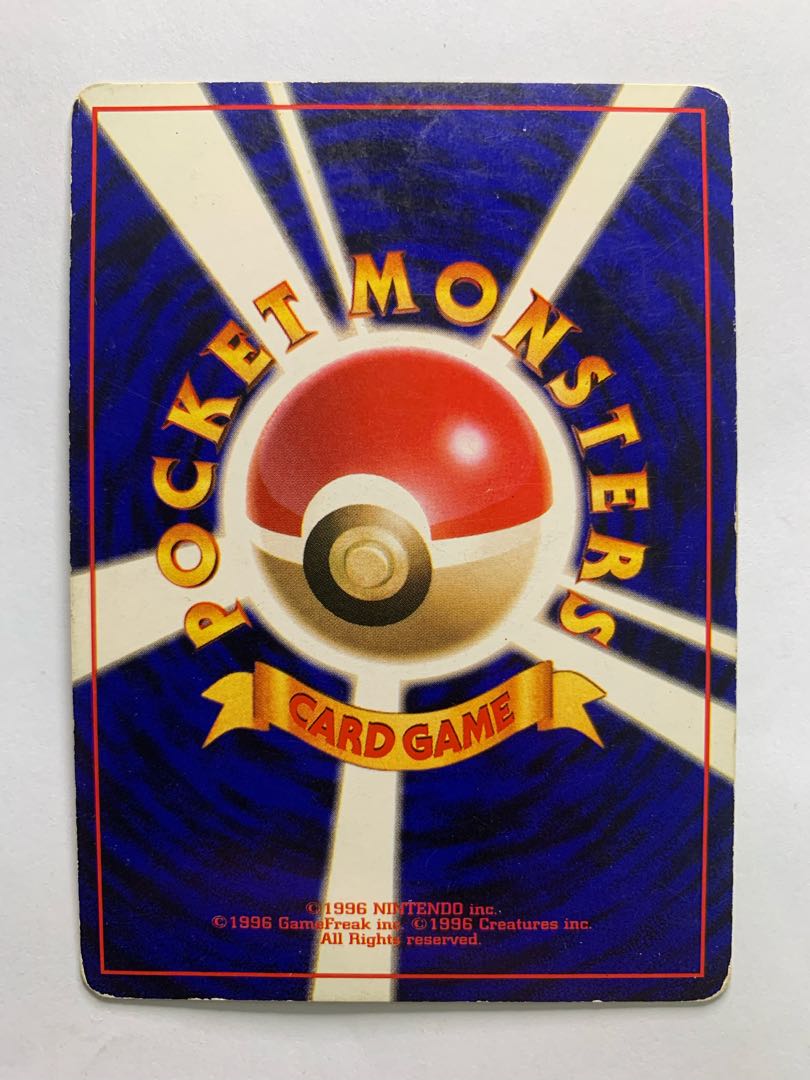 POCKET MONSTERS
CARD GAME
©1996 NINTENDO inc.
©1996 GameFreak inc. ©1996 Creatures inc.
All Rights reserved.